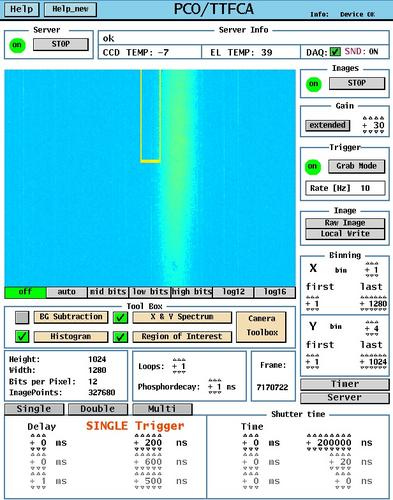 Help Help_new PCO/TTFCA Info: Device OK
Server
on STOP
Server Info
ok
CCD TEMP: -7 EL TEMP: 39 DAQ: SND: ON
Images
on STOP
Gain
extended + 30
Trigger
on Grab Mode
Rate [Hz] 10
Image
Raw Image
Local Write
Binning
X bin + 1
first last
+ 1 + 1280
Y bin + 4
first last
+ 1 + 1024
Timer
Server
off auto mid bits low bits high bits log12 log16
Tool Box
BG Subtraction X & Y Spectrum Camera Toolbox
Histogram Region of Interest
Height: 1024
Width: 1280
Bits per Pixel: 12
ImagePoints: 327680
Loops: + 1
Phosphordecay: + 1 ms
Frame:
7170722
Single Double Multi
Shutter time
Delay SINGLE Trigger Time
+ 0 ms + 200 ns + 0 ms + 200000 ns
+ 0 ms + 600 ns + 0 ms + 20 ns
+ 1 ms + 500 ns + 0 ms + 0 ns